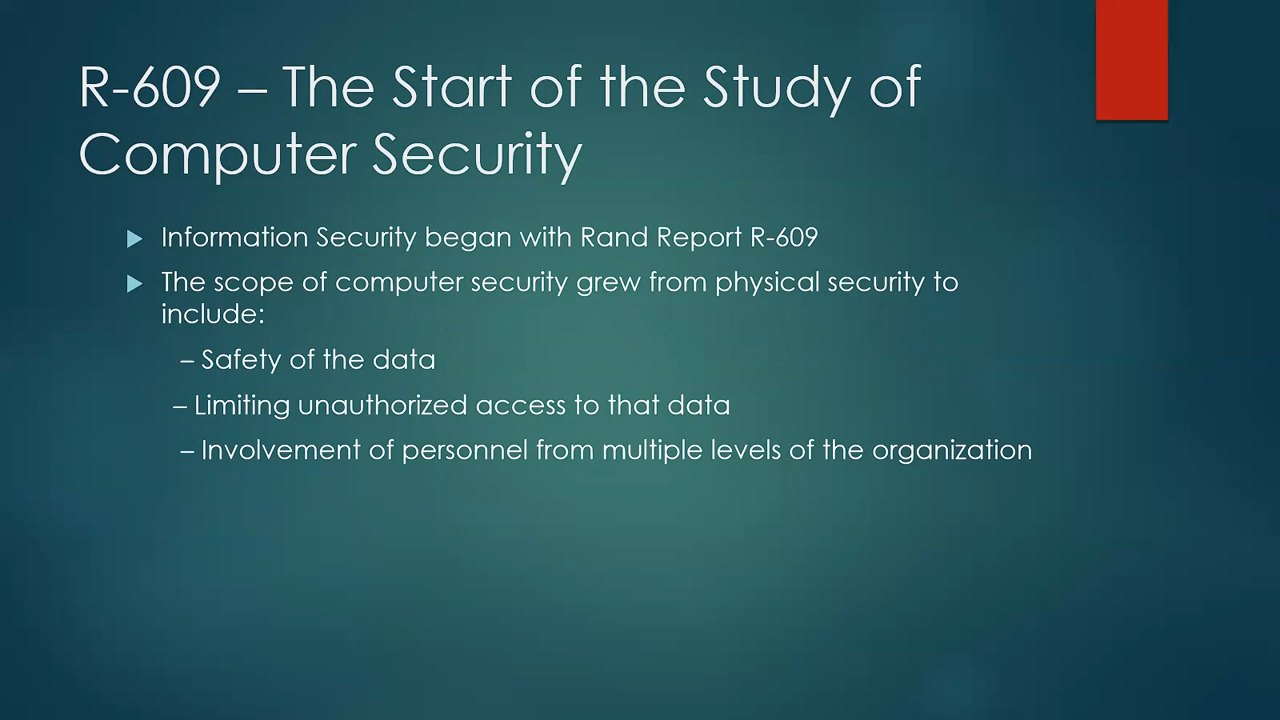 R-609 – The Start of the Study of
Computer Security
Information Security began with Rand Report R-609
The scope of computer security grew from physical security to
include:
– Safety of the data
– Limiting unauthorized access to that data
– Involvement of personnel from multiple levels of the organization